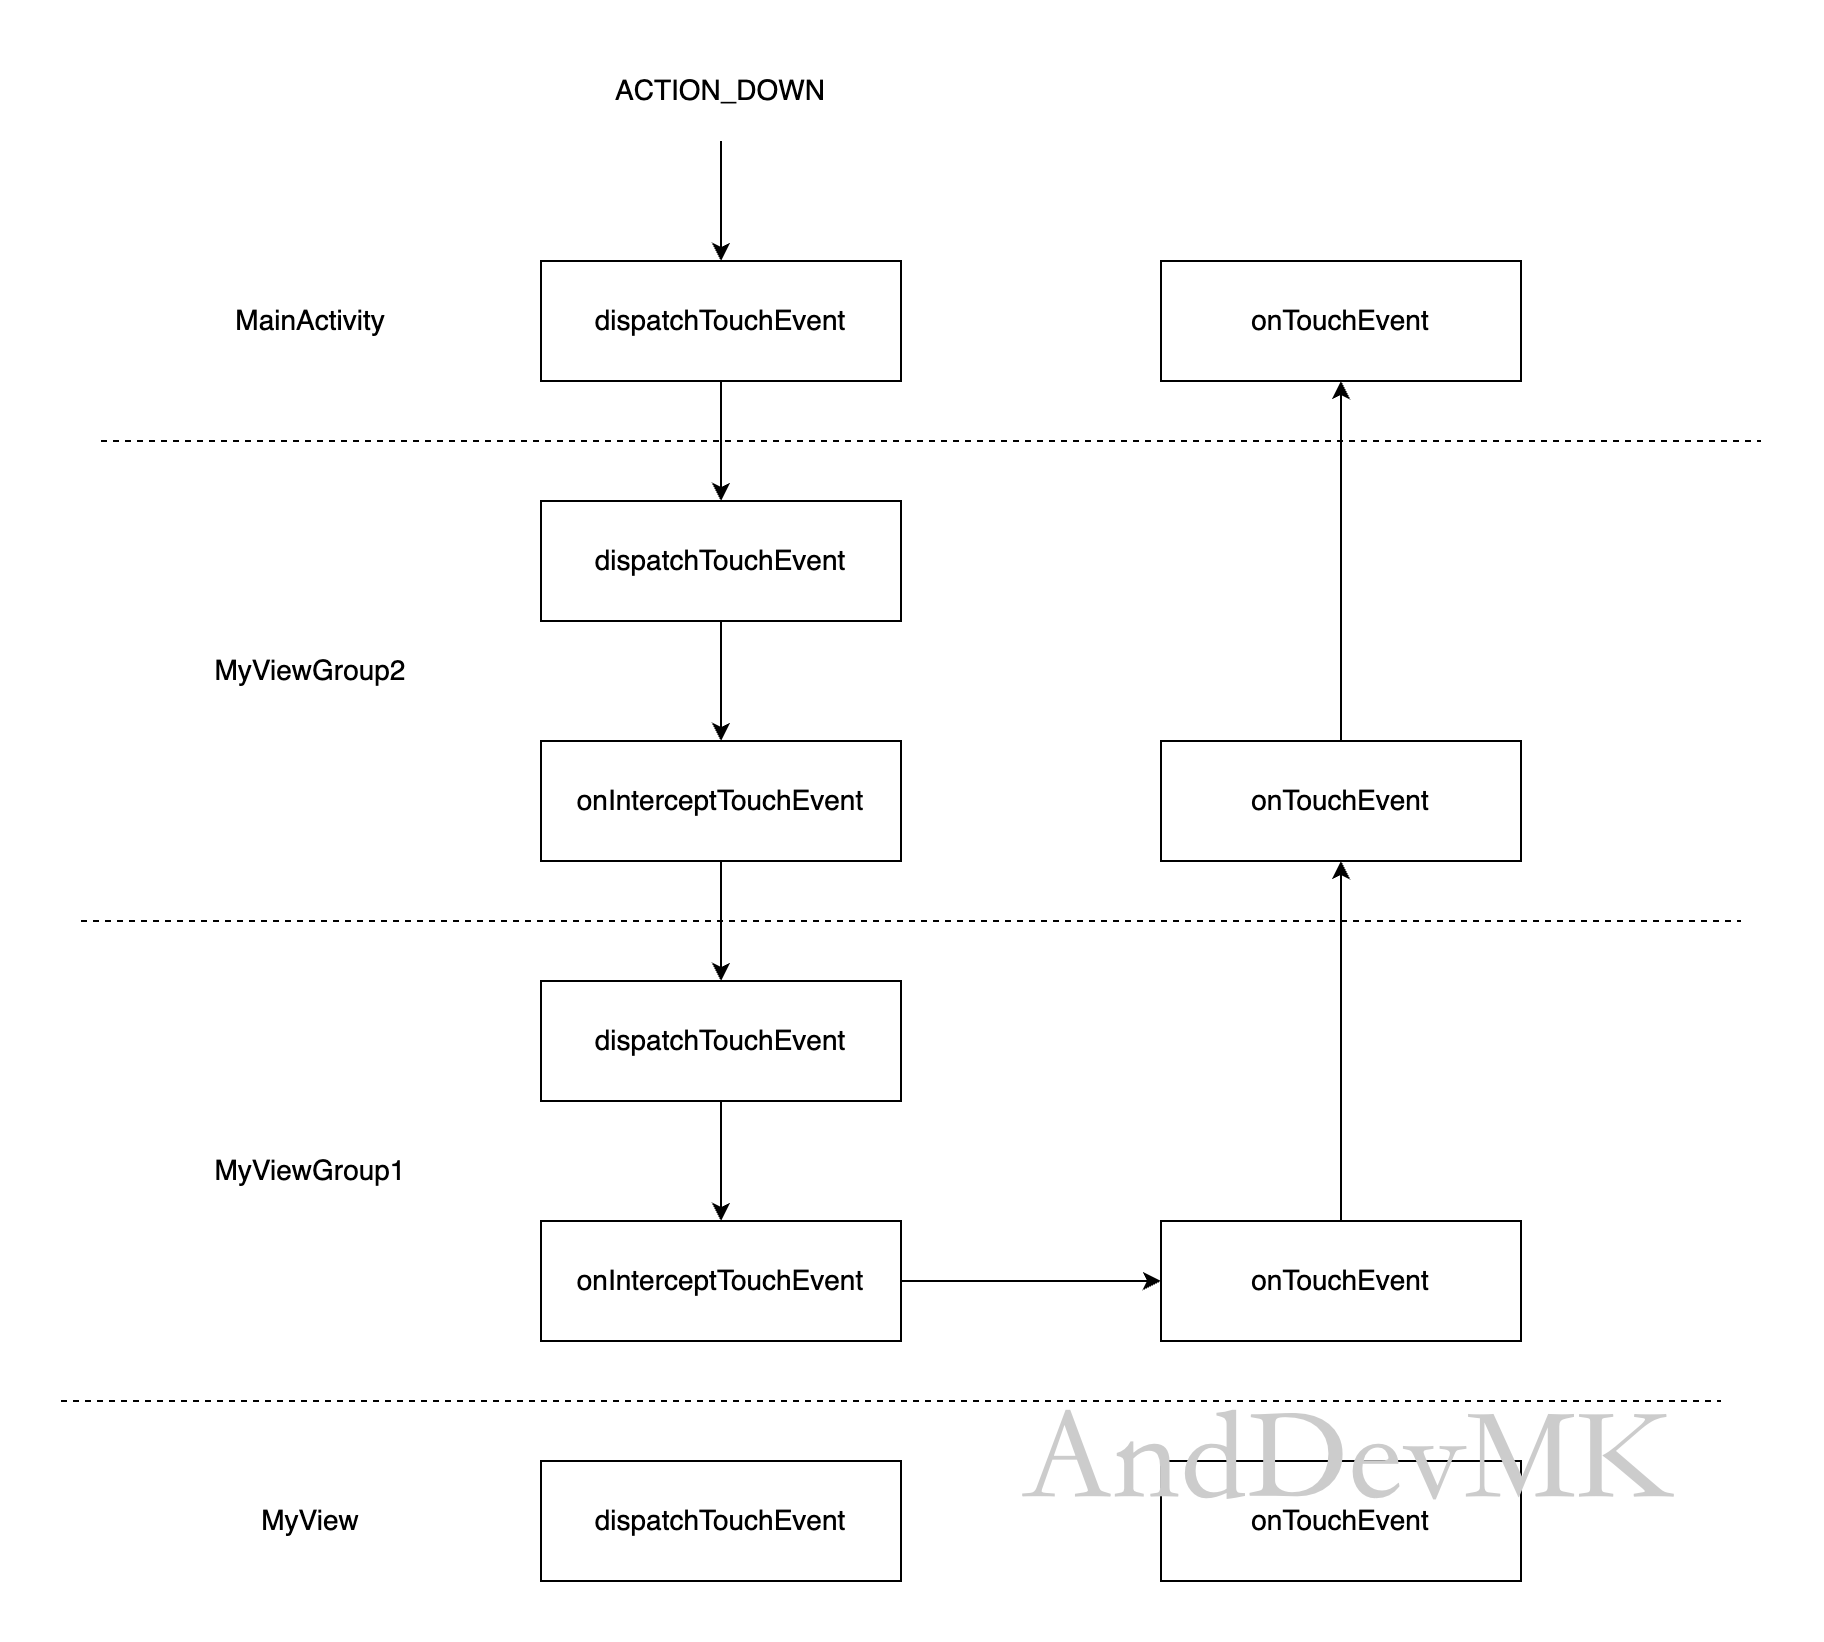 ACTION_DOWN
MainActivity
dispatchTouchEvent
onTouchEvent
dispatchTouchEvent
MyViewGroup2
onInterceptTouchEvent
onTouchEvent
dispatchTouchEvent
MyViewGroup1
onInterceptTouchEvent
onTouchEvent
AndDevMK
MyView
dispatchTouchEvent
onTouchEvent